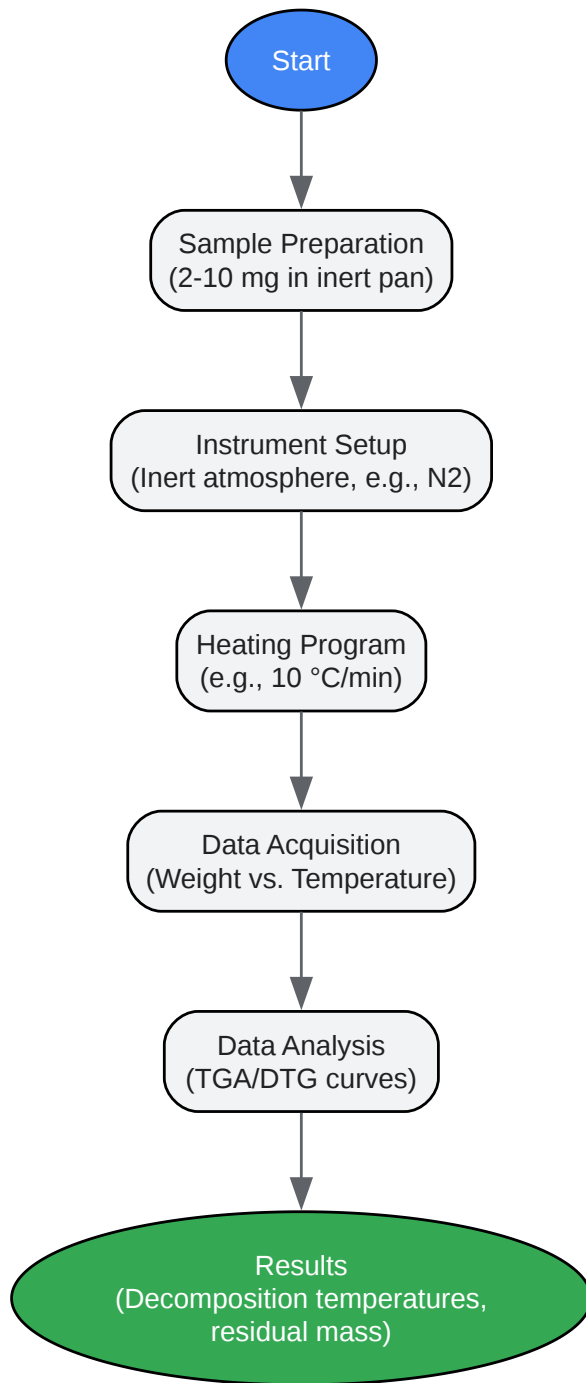 Start
Sample Preparation
(2-10 mg in inert pan)
Instrument Setup
(Inert atmosphere, e.g., N2)
Heating Program
(e.g., 10 °C/min)
Data Acquisition
(Weight vs. Temperature)
Data Analysis
(TGA/DTG curves)
Results
(Decomposition temperatures,
residual mass)